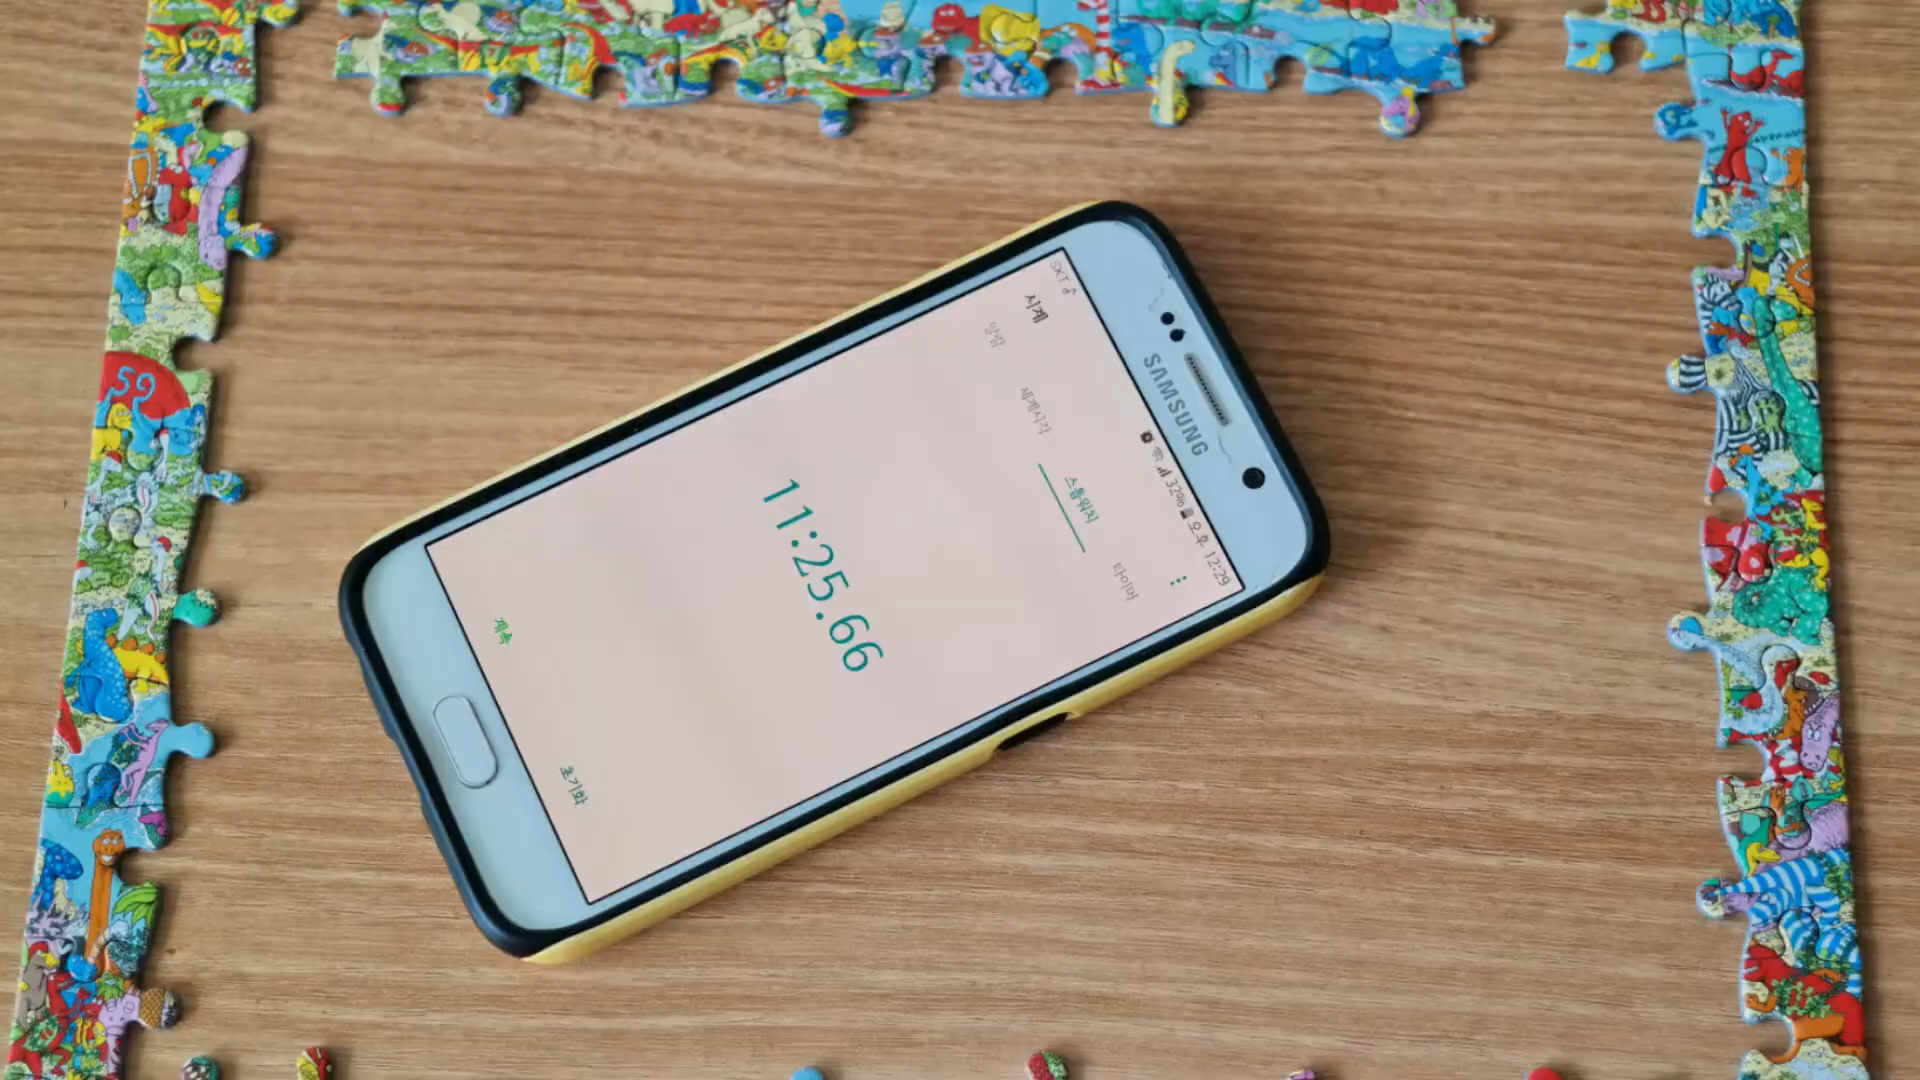 SAMSUNG
SKT
32% 오후 12:29
시계
알람
세계시각
스톱워치
타이머
11:25.66
계속
초기화
59